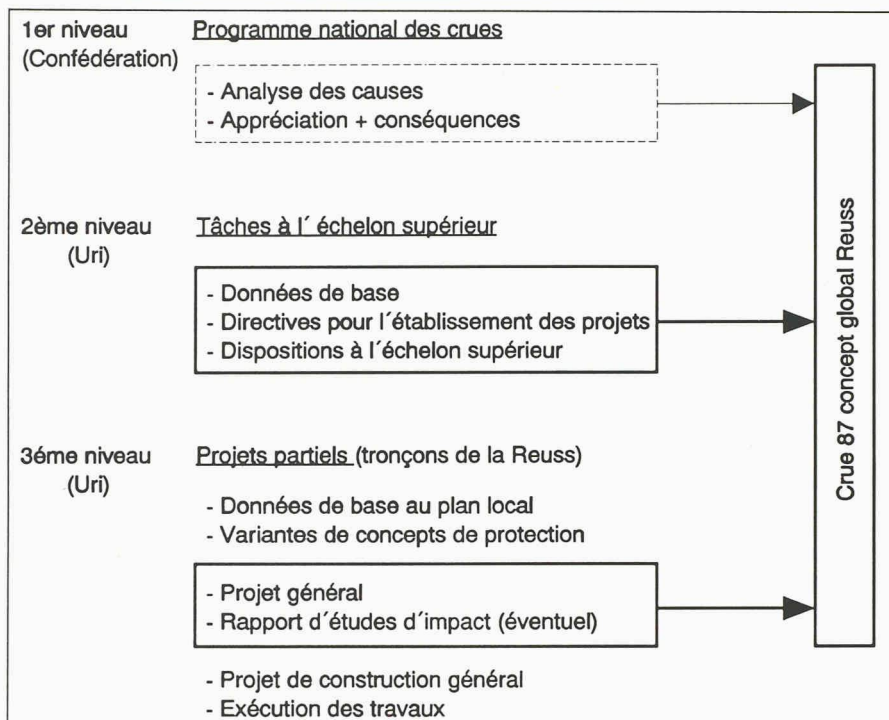 1er niveau
(Confédération)
Programme national des crues
- Analyse des causes
- Appréciation + conséquences
2ème niveau
(Uri)
Tâches à l´ échelon supérieur
- Données de base
- Directives pour l´établissement des projets
- Dispositions à l´échelon supérieur
3éme niveau
(Uri)
Projets partiels (tronçons de la Reuss)
- Données de base au plan local
- Variantes de concepts de protection
- Projet général
- Rapport d´études d´impact (éventuel)
- Projet de construction général
- Exécution des travaux
Crue 87 concept global Reuss